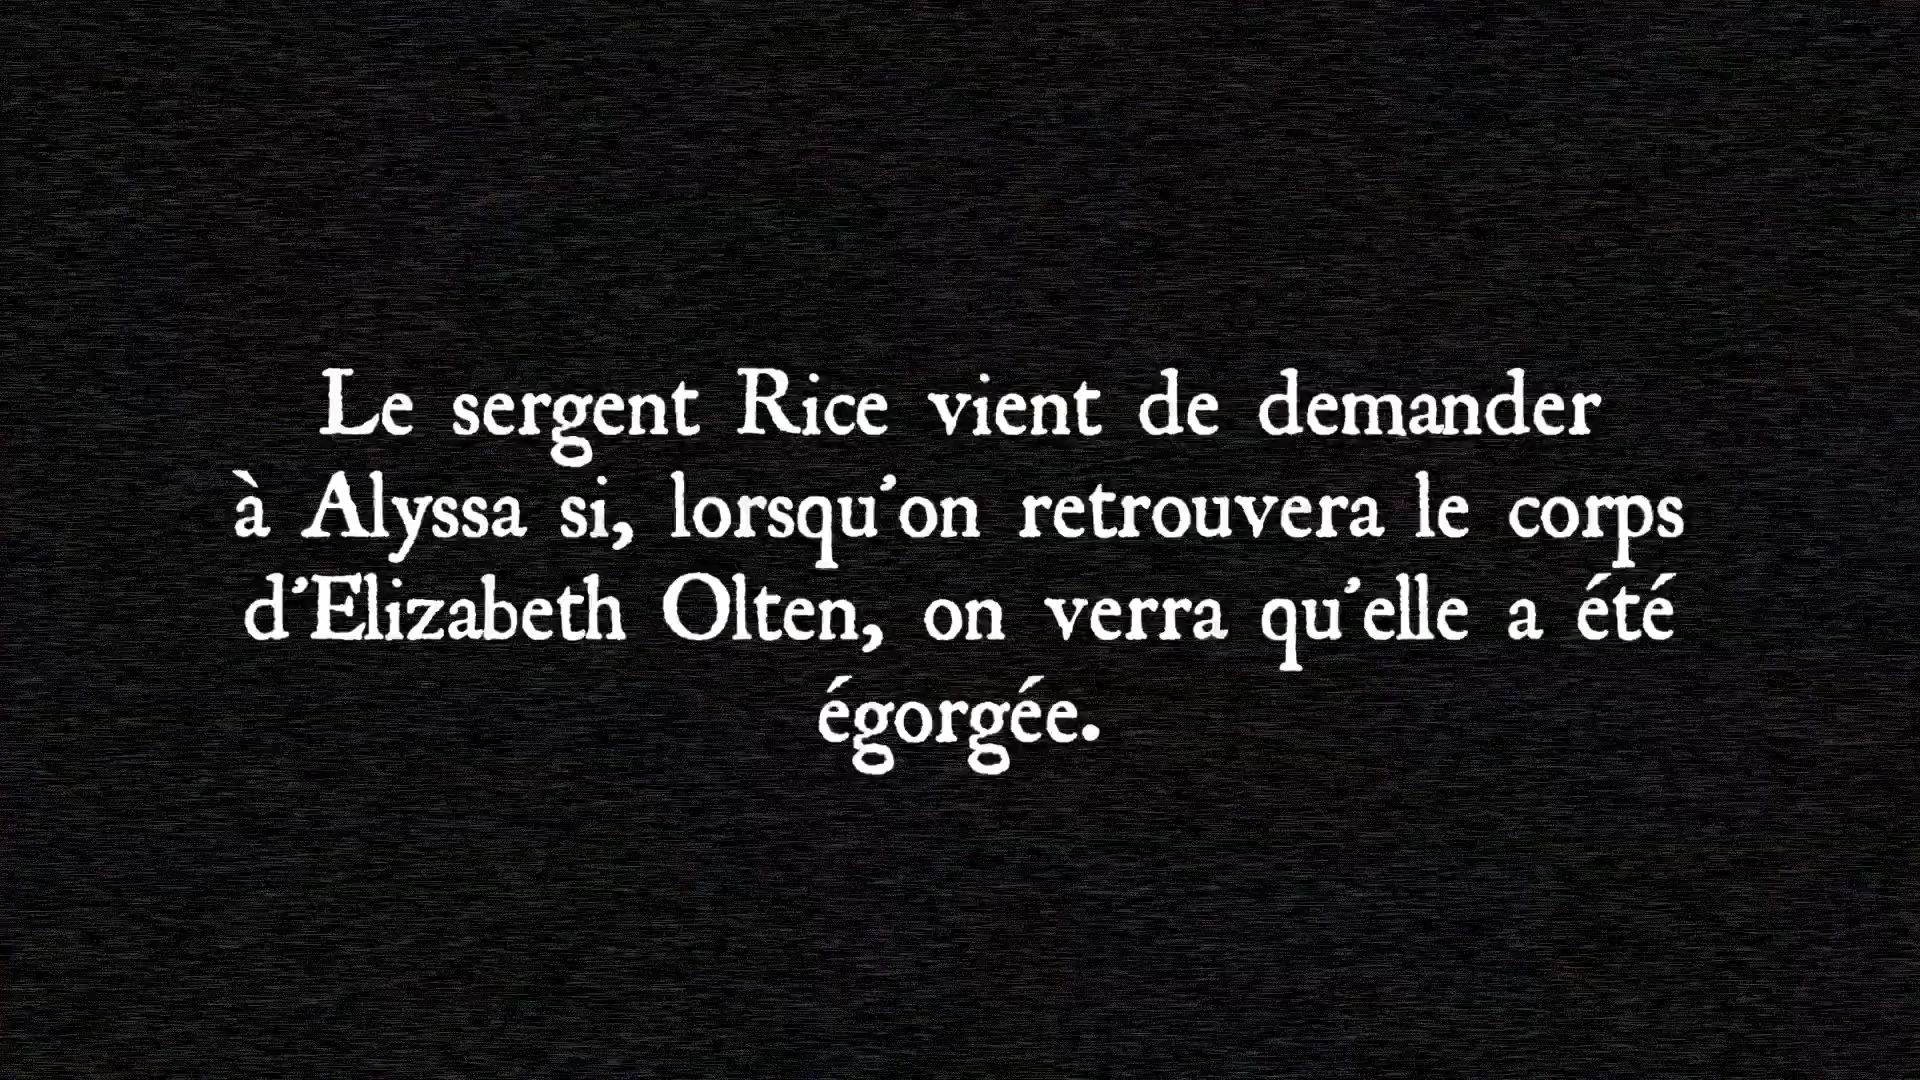 Le sergent Rice vient de demander
à Alyssa si, lorsqu'on retrouvera le corps
d'Elizabeth Olten, on verra qu'elle a été
égorgée.